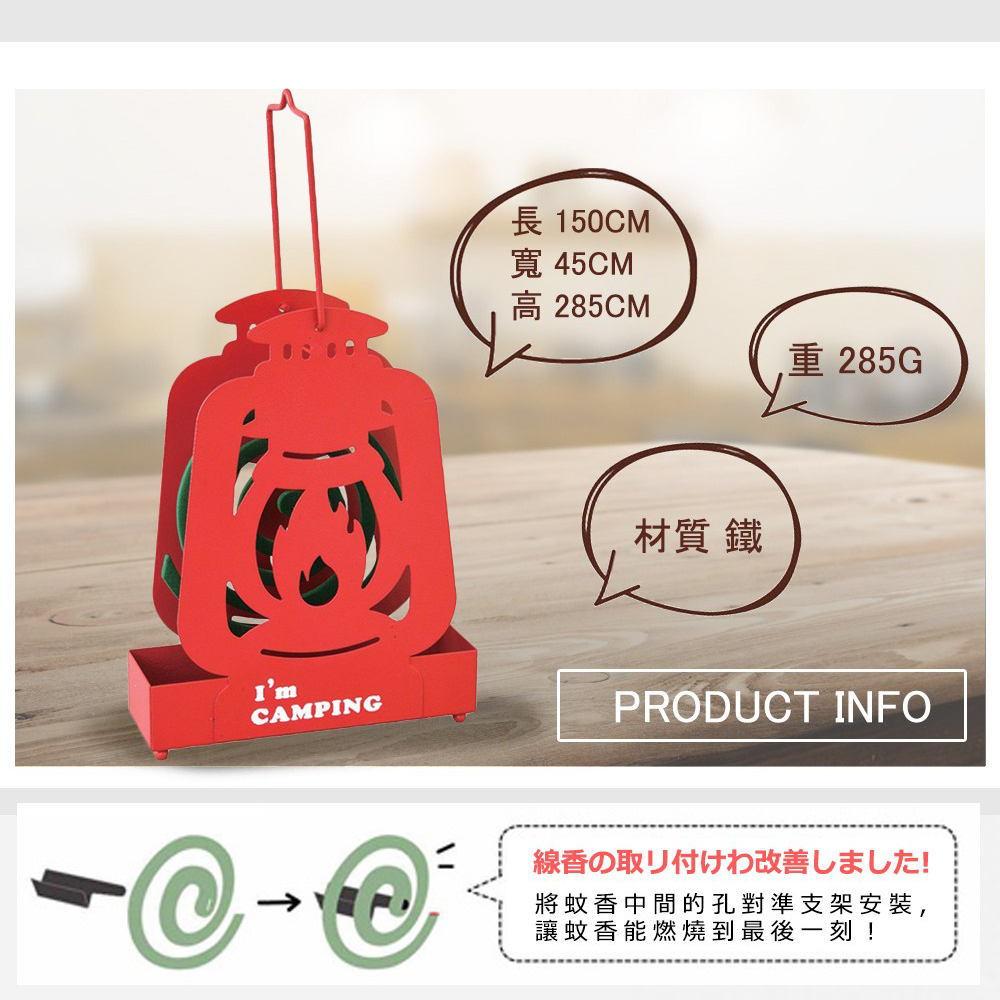 長 150CM
寬 45CM
高 285CM
重 285G
材質 鐵
I'm
CAMPING
PRODUCT INFO
線香の取り付けわ改善しました!
將蚊香中間的孔對準支架安裝,
讓蚊香能燃燒到最後一刻!